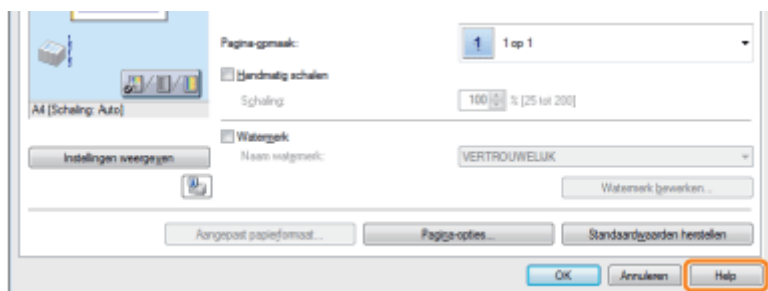 Pagina-opmaak:
1 1 op 1
Handmatig schalen
Schaling:
100 % [25 tot 200]
A4 [Schaling: Auto]
Watermerk
Naam watermerk:
VERTROUWELIJK
Instellingen weergeven
Watermerk bewerken...
Aangepast papierformaat...
Pagina-opties...
Standaardwaarden herstellen
OK
Annuleren
Help